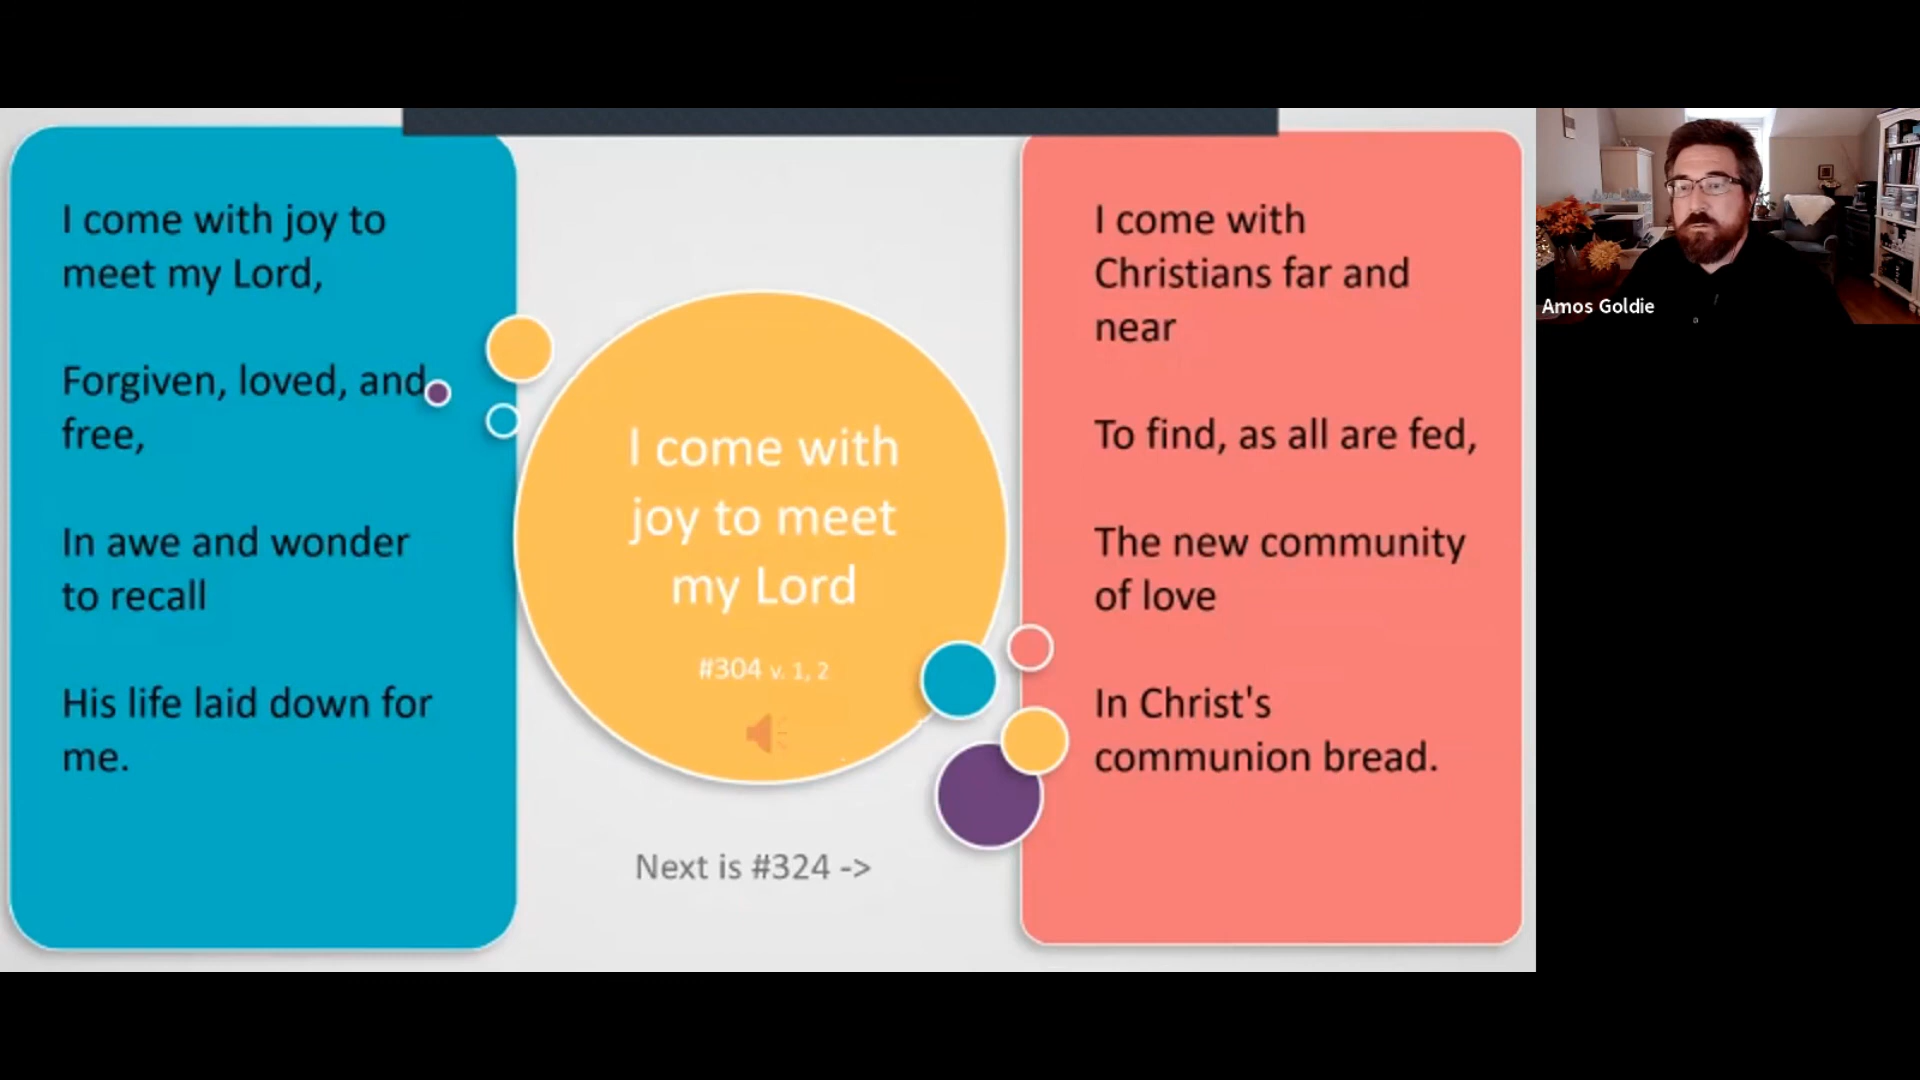 I come with joy to
meet my Lord,
Forgiven, loved, and
free,
In awe and wonder
to recall
His life laid down for
me.
I come with
joy to meet
my Lord
#304 v. 1, 2
Next is #324 ->
I come with
Christians far and
near
To find, as all are fed,
The new community
of love
In Christ's
communion bread.
Amos Goldie